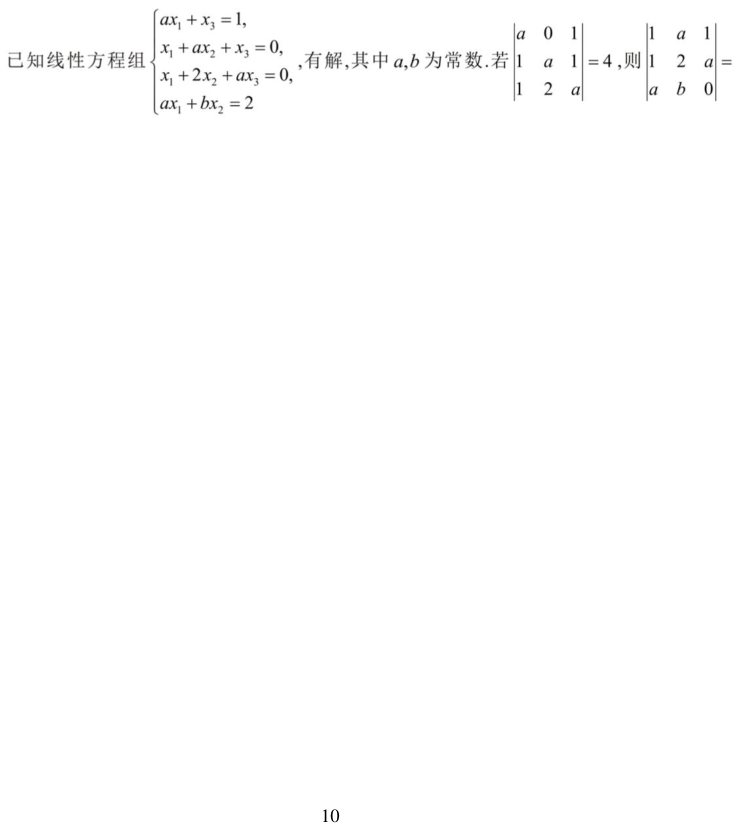 已知线性方程组 {ax₁ + x₃ = 1, x₁ + ax₂ + x₃ = 0, x₁ + 2x₂ + ax₃ = 0, ax₁ + bx₂ = 2 ,有解,其中 a,b 为常数.若 |a 0 1; 1 a 1; 1 2 a| = 4 ,则 |1 a 1; 1 2 a; a b 0| =
10